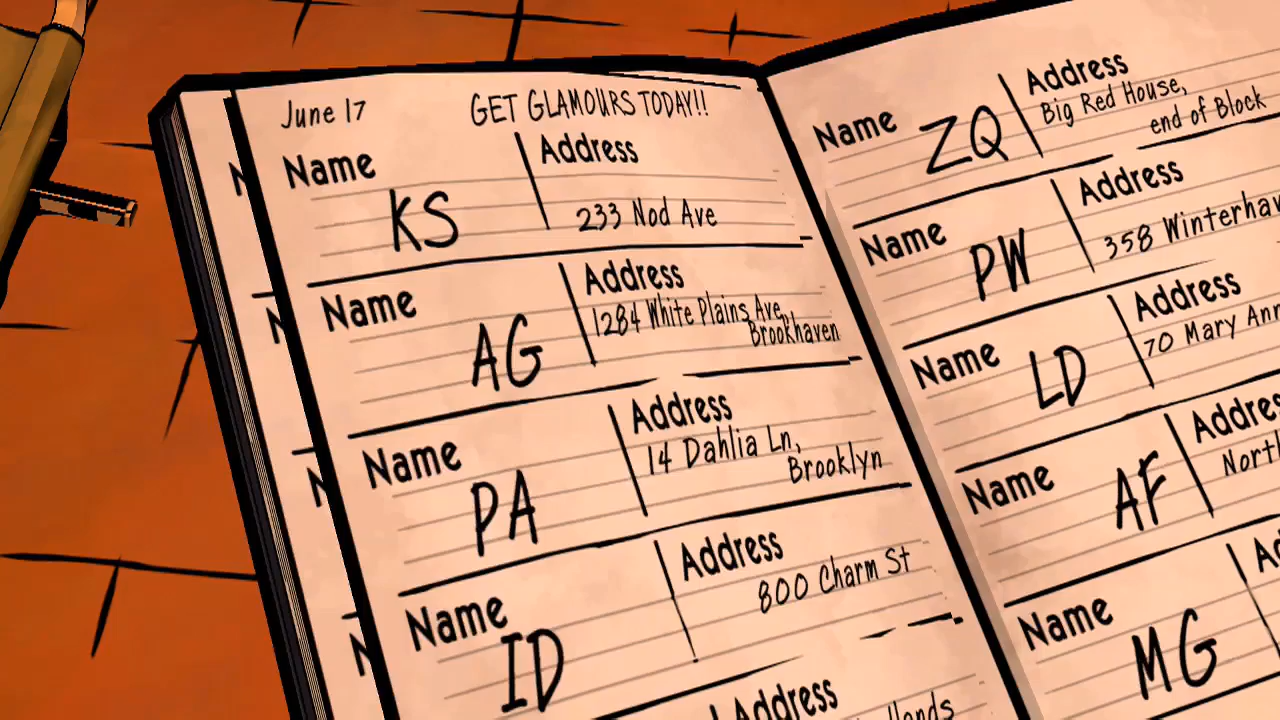 June 17
GET GLAMOURS TODAY!!
Name
KS
Address
233 Nod Ave
Name
AG
Address
1284 White Plains Ave,
Brookhaven
Name
PA
Address
14 Dahlia Ln,
Brooklyn
Name
ID
Address
800 Charm St
Address
Name
ZQ
Address
Big Red House,
end of Block
Name
PW
Address
358
Name
LD
Address
70 Mary
Name
AF
Name
MG